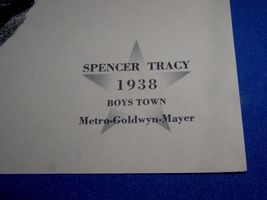 SPENCER TRACY
1938
BOYS TOWN
Metro-Goldwyn-Mayer